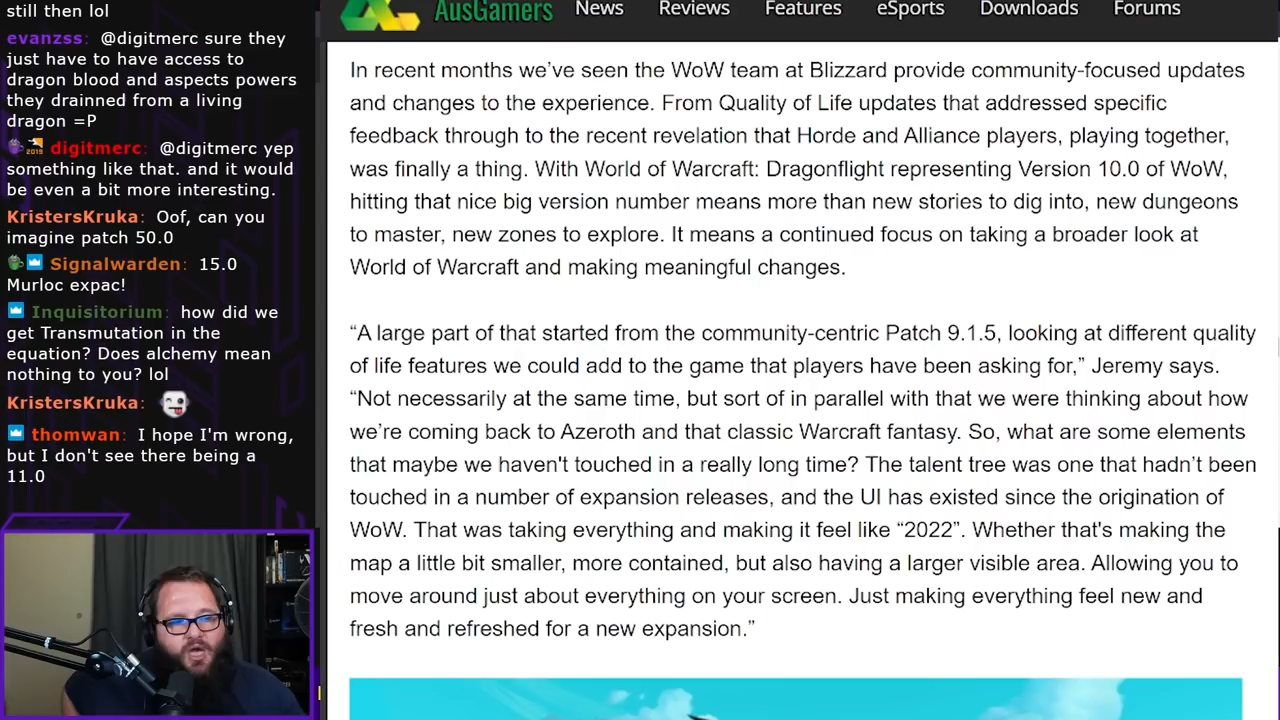 still then lol
evanzss: @digitmerc sure they
just have to have access to
dragon blood and aspects powers
they drainned from a living
dragon =P
digitmerc: @digitmerc yep
something like that. and it would
be even a bit more interesting.
KristersKruka: Oof, can you
imagine patch 50.0
Signalwarden: 15.0
Murloc expac!
Inquisitorium: how did we
get Transmutation in the
equation? Does alchemy mean
nothing to you? lol
KristersKruka:
thomwan: I hope I'm wrong,
but I don't see there being a
11.0
AusGamers News Reviews Features eSports Downloads Forums
In recent months we’ve seen the WoW team at Blizzard provide community-focused updates
and changes to the experience. From Quality of Life updates that addressed specific
feedback through to the recent revelation that Horde and Alliance players, playing together,
was finally a thing. With World of Warcraft: Dragonflight representing Version 10.0 of WoW,
hitting that nice big version number means more than new stories to dig into, new dungeons
to master, new zones to explore. It means a continued focus on taking a broader look at
World of Warcraft and making meaningful changes.
“A large part of that started from the community-centric Patch 9.1.5, looking at different quality
of life features we could add to the game that players have been asking for,” Jeremy says.
“Not necessarily at the same time, but sort of in parallel with that we were thinking about how
we’re coming back to Azeroth and that classic Warcraft fantasy. So, what are some elements
that maybe we haven't touched in a really long time? The talent tree was one that hadn’t been
touched in a number of expansion releases, and the UI has existed since the origination of
WoW. That was taking everything and making it feel like “2022”. Whether that's making the
map a little bit smaller, more contained, but also having a larger visible area. Allowing you to
move around just about everything on your screen. Just making everything feel new and
fresh and refreshed for a new expansion.”